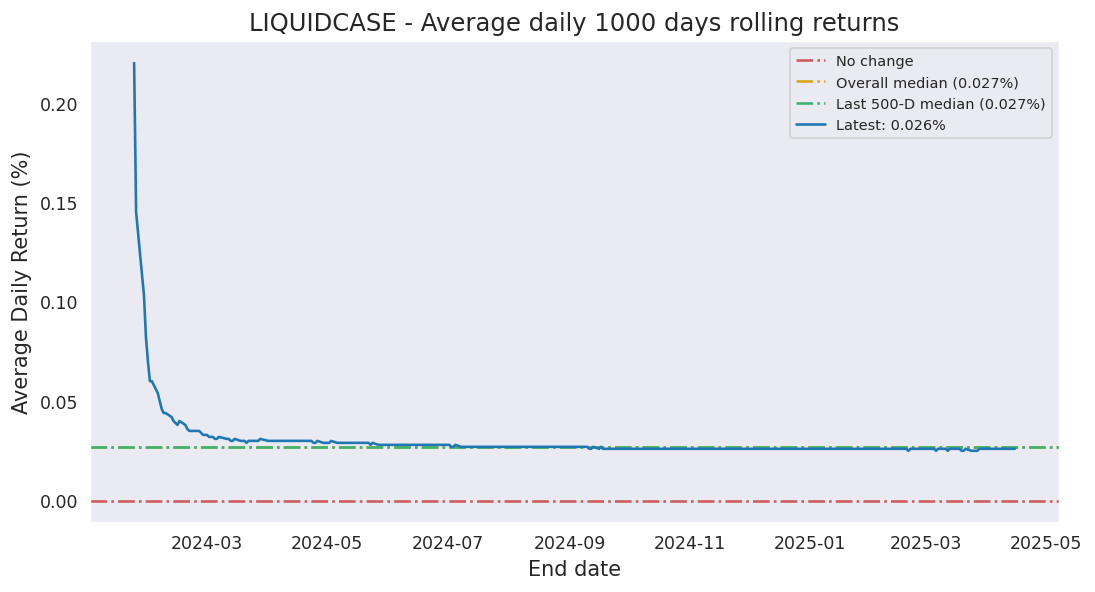 LIQUIDCASE - Average daily 1000 days rolling returns
No change
Overall median (0.027%)
Last 500-D median (0.027%)
Latest: 0.026%
Average Daily Return (%)
0.20
0.15
0.10
0.05
0.00
2024-03
2024-05
2024-07
2024-09
2024-11
2025-01
2025-03
2025-05
End date